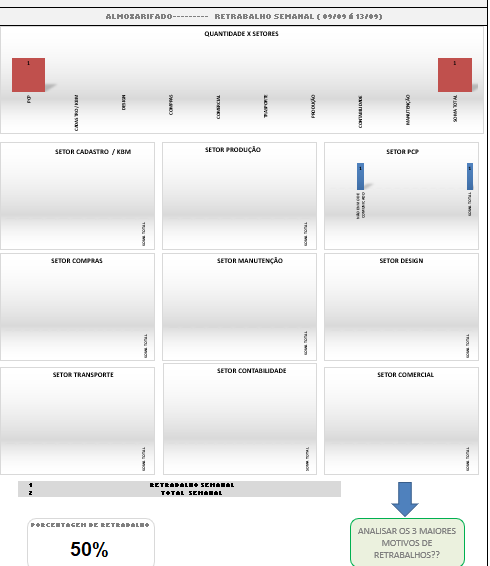 ALMOXARIFADO--------- RETRABALHO SEMANAL ( 09/09 á 13/09)
QUANTIDADE X SETORES
1
1
PCP
CADASTRO / KBM
DESIGN
COMPRAS
COMERCIAL
TRANSPORTE
PRODUÇÃO
CONTABILIDADE
MANUTENÇÃO
SOMA TOTAL
SETOR CADASTRO / KBM
SETOR PRODUÇÃO
SETOR PCP
1
1
SOMA TOTAL
SOMA TOTAL
SOMA TOTAL
SETOR COMPRAS
SETOR MANUTENÇÃO
SETOR DESIGN
SOMA TOTAL
SOMA TOTAL
SOMA TOTAL
SETOR TRANSPORTE
SETOR CONTABILIDADE
SETOR COMERCIAL
SOMA TOTAL
SOMA TOTAL
SOMA TOTAL
1 RETRABALHO SEMANAL
2 TOTAL SEMANAL
PORCENTAGEM DE RETRABALHO
50%
ANALISAR OS 3 MAIORES
MOTIVOS DE
RETRABALHOS??